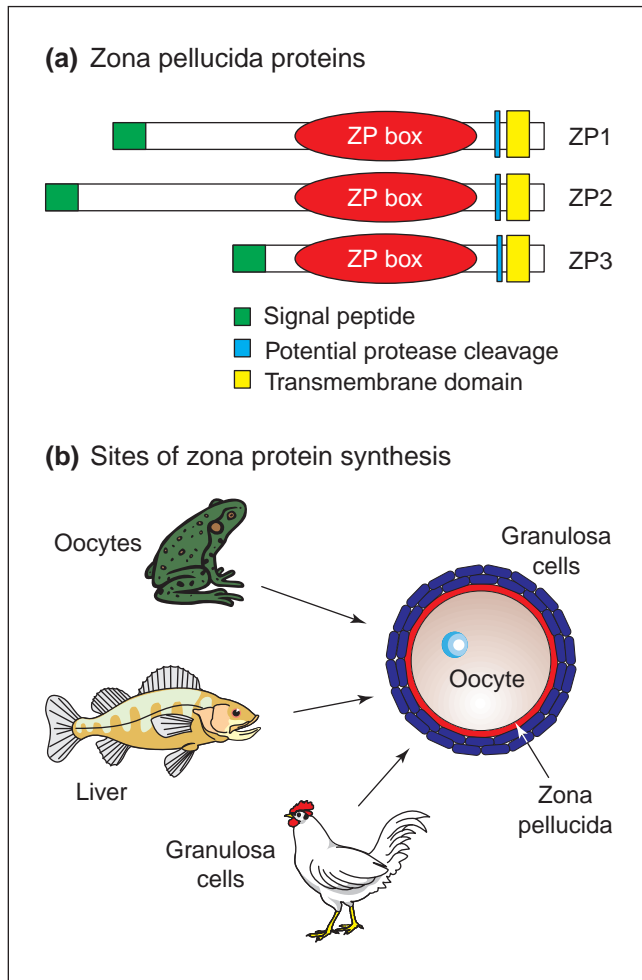 (a) Zona pellucida proteins
ZP box ZP1
ZP box ZP2
ZP box ZP3
Signal peptide
Potential protease cleavage
Transmembrane domain
(b) Sites of zona protein synthesis
Oocytes
Granulosa
cells
Oocyte
Liver
Zona
pellucida
Granulosa
cells